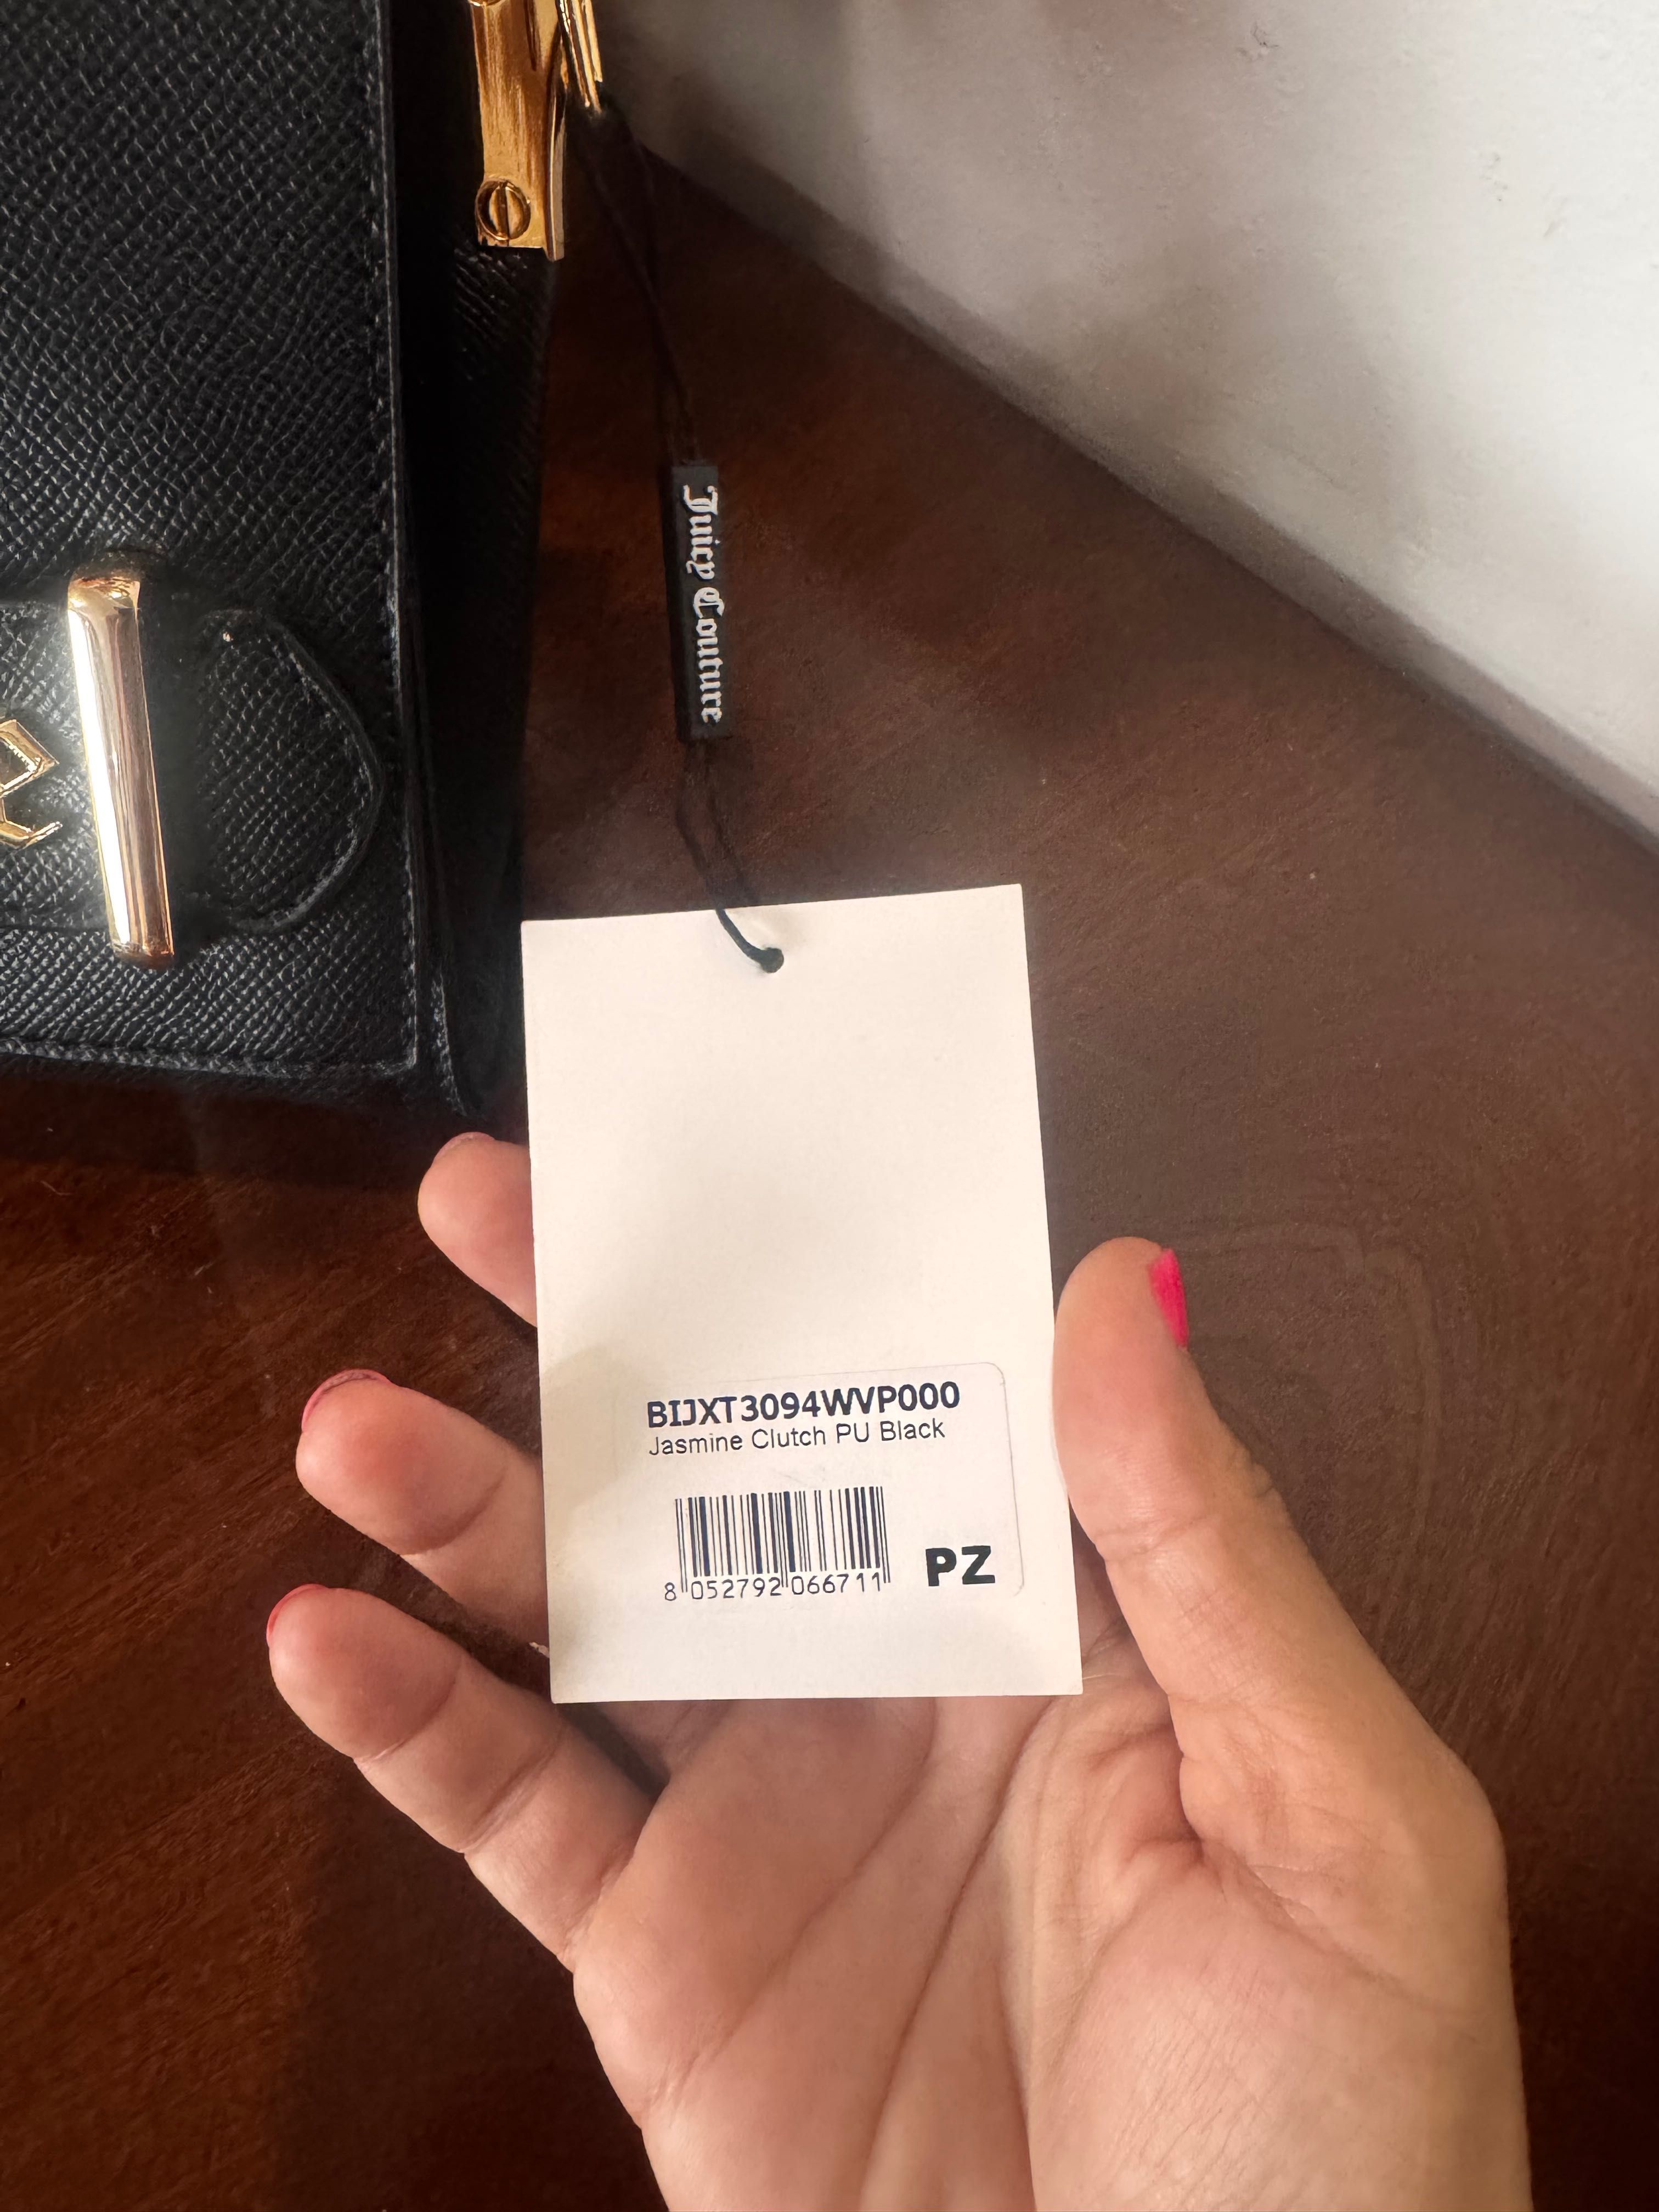 Juicy Couture
BIJXT3094WVP000
Jasmine Clutch PU Black
8 052792 066711
PZ